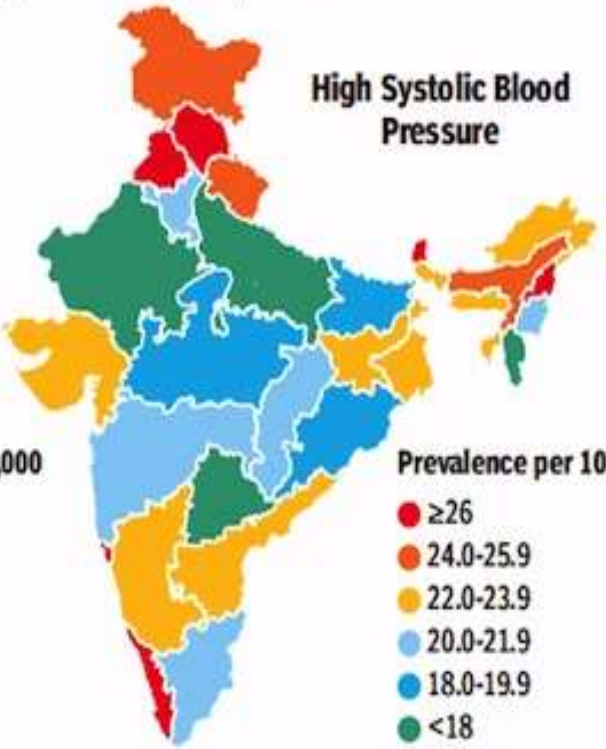 High Systolic Blood
Pressure
,000
Prevalence per 10
≥26
24.0-25.9
22.0-23.9
20.0-21.9
18.0-19.9
<18